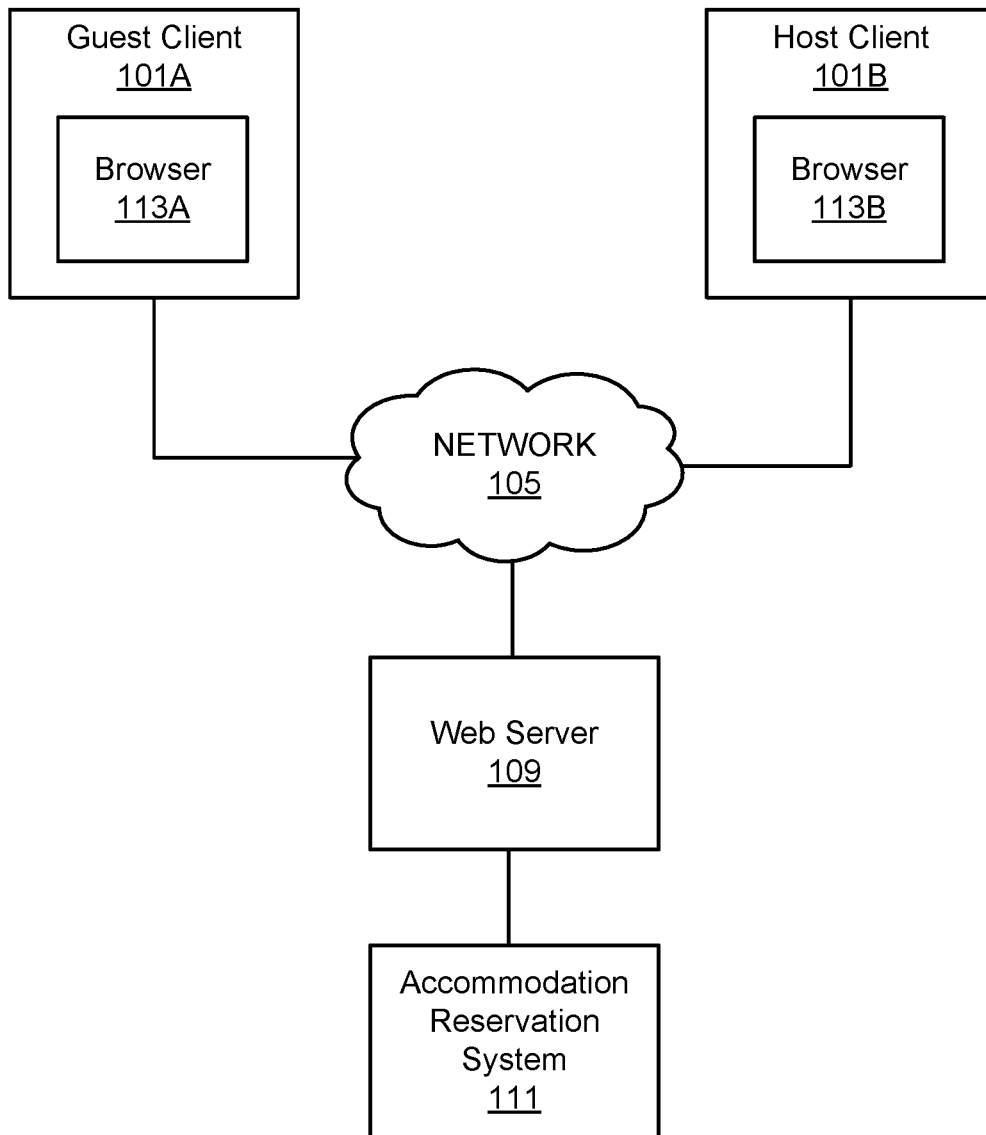 Guest Client
101A
Browser
113A
Host Client
101B
Browser
113B
NETWORK
105
Web Server
109
Accommodation
Reservation
System
111